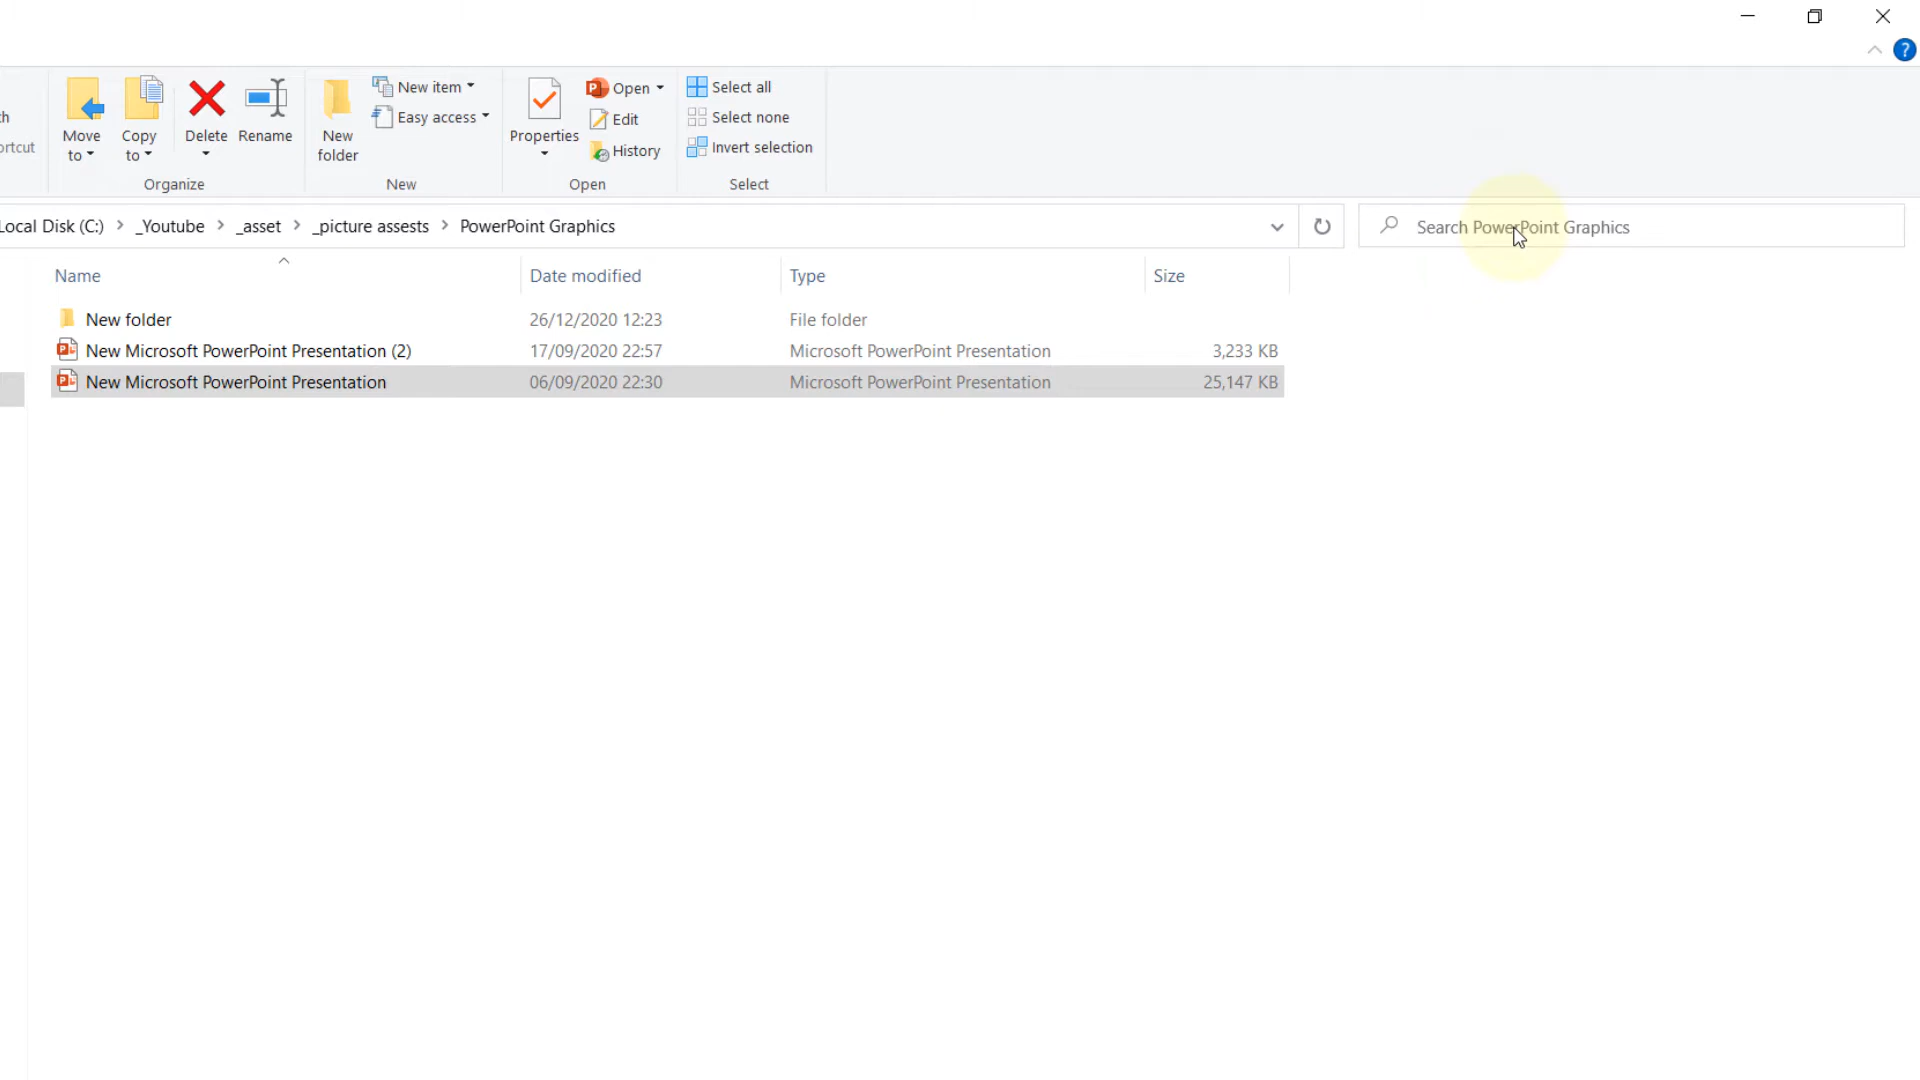 ?
th
ortcut
Move to
Copy to
Delete
Rename
New folder
New item
Easy access
Properties
Open
Edit
History
Select all
Select none
Invert selection
Organize
New
Open
Select
Local Disk (C:) > _Youtube > _asset > _picture assests > PowerPoint Graphics
Search PowerPoint Graphics
Name Date modified Type Size
New folder 26/12/2020 12:23 File folder
New Microsoft PowerPoint Presentation (2) 17/09/2020 22:57 Microsoft PowerPoint Presentation 3,233 KB
New Microsoft PowerPoint Presentation 06/09/2020 22:30 Microsoft PowerPoint Presentation 25,147 KB